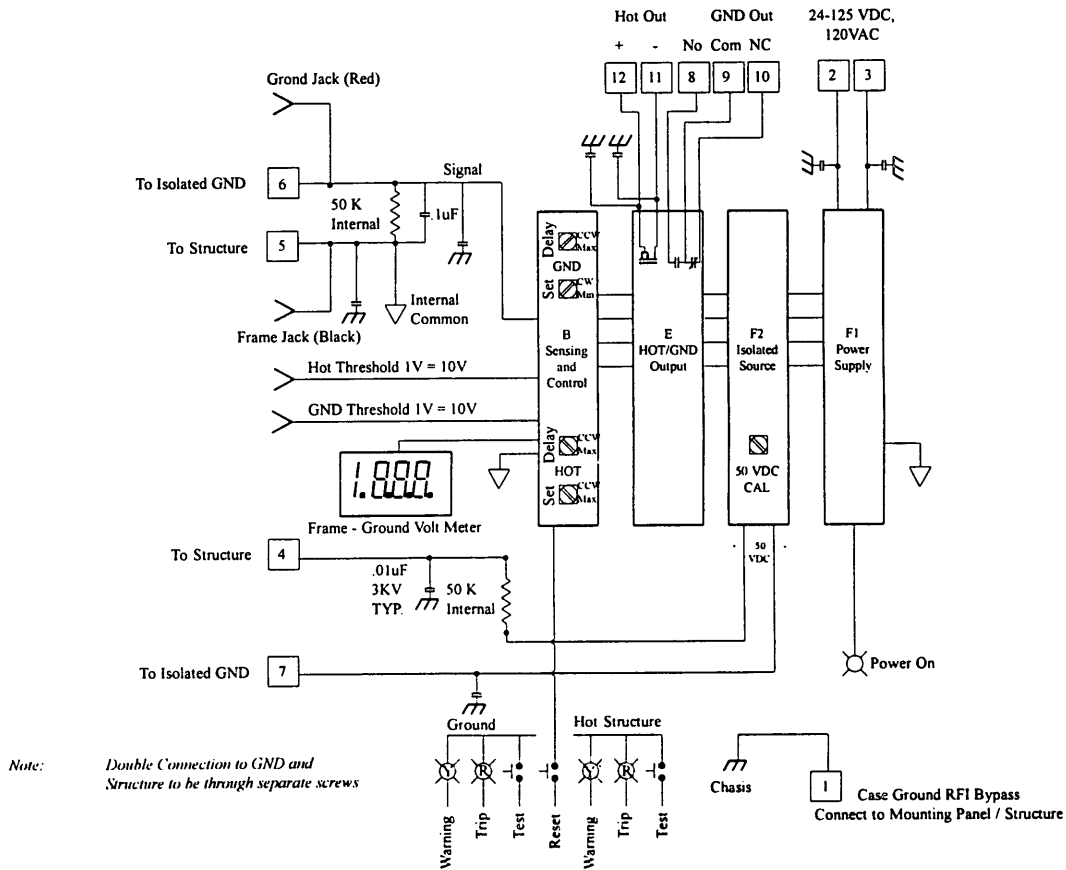 Hot Out GND Out 24-125 VDC,
120VAC
+ - No Com NC
12 11 8 9 10 2 3
Grond Jack (Red)
To Isolated GND 6
Signal
50 K
Internal
.1uF
To Structure 5
Internal
Common
Frame Jack (Black)
Hot Threshold 1V = 10V
GND Threshold 1V = 10V
1.8.8.8.
Frame - Ground Volt Meter
Delay CCW
Max
GND
Set CW
Min
B
Sensing
and
Control
Delay CCW
Max
HOT
Set CCW
Max
E
HOT/GND
Output
F2
Isolated
Source
50 VDC
CAL
F1
Power
Supply
50
VDC
To Structure 4
.01uF
3KV
TYP.
50 K
Internal
To Isolated GND 7
Power On
Ground
Hot Structure
Y R Y R
Warning
Trip
Test
Reset
Warning
Trip
Test
Chasis
1
Case Ground RFI Bypass
Connect to Mounting Panel / Structure
Note: Double Connection to GND and
Structure to be through separate screws